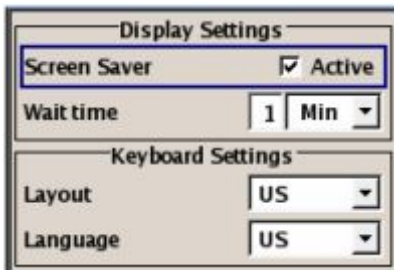 Display Settings
Screen Saver Active
Wait time 1 Min
Keyboard Settings
Layout US
Language US